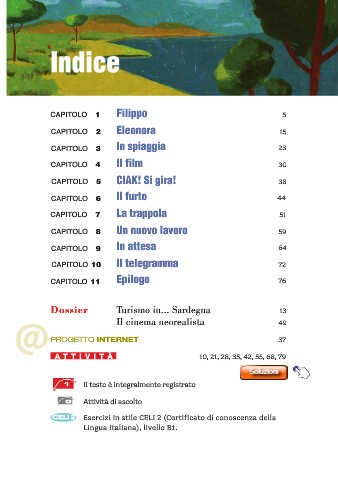 Indice
CAPITOLO 1 Filippo 5
CAPITOLO 2 Eleonora 15
CAPITOLO 3 In spiaggia 23
CAPITOLO 4 Il film 30
CAPITOLO 5 CIAK! Si gira! 38
CAPITOLO 6 Il furto 44
CAPITOLO 7 La trappola 51
CAPITOLO 8 Un nuovo lavoro 59
CAPITOLO 9 In attesa 64
CAPITOLO 10 Il telegramma 72
CAPITOLO 11 Epilogo 76
Dossier Turismo in... Sardegna 13
Il cinema neorealista 49
@ PROGETTO INTERNET 37
ATTIVITÀ 10, 21, 28, 35, 42, 55, 68, 79
Soluzioni
1 Il testo è integralmente registrato
Attività di ascolto
CELI 2 Esercizi in stile CELI 2 (Certificato di conoscenza della
Lingua Italiana), livello B1.